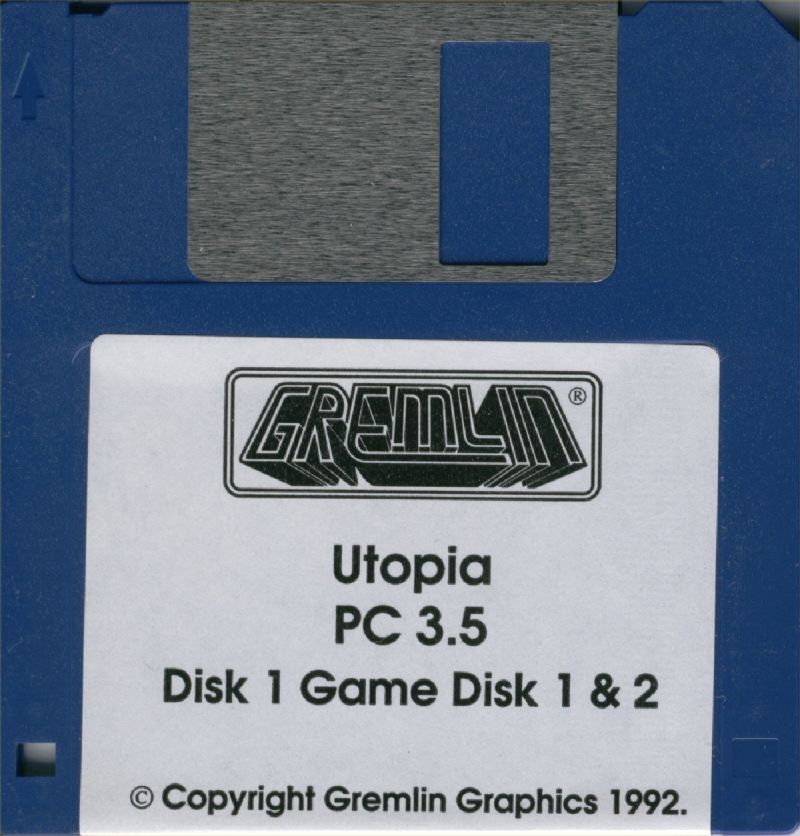 GREMLIN®
Utopia
PC 3.5
Disk 1 Game Disk 1 & 2
© Copyright Gremlin Graphics 1992.